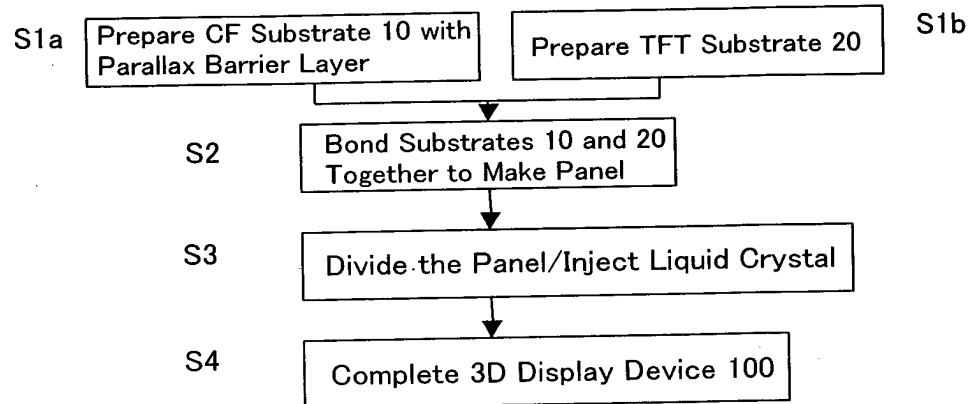 S1a
Prepare CF Substrate 10 with
Parallax Barrier Layer
Prepare TFT Substrate 20
S1b
S2
Bond Substrates 10 and 20
Together to Make Panel
S3
Divide the Panel/Inject Liquid Crystal
S4
Complete 3D Display Device 100